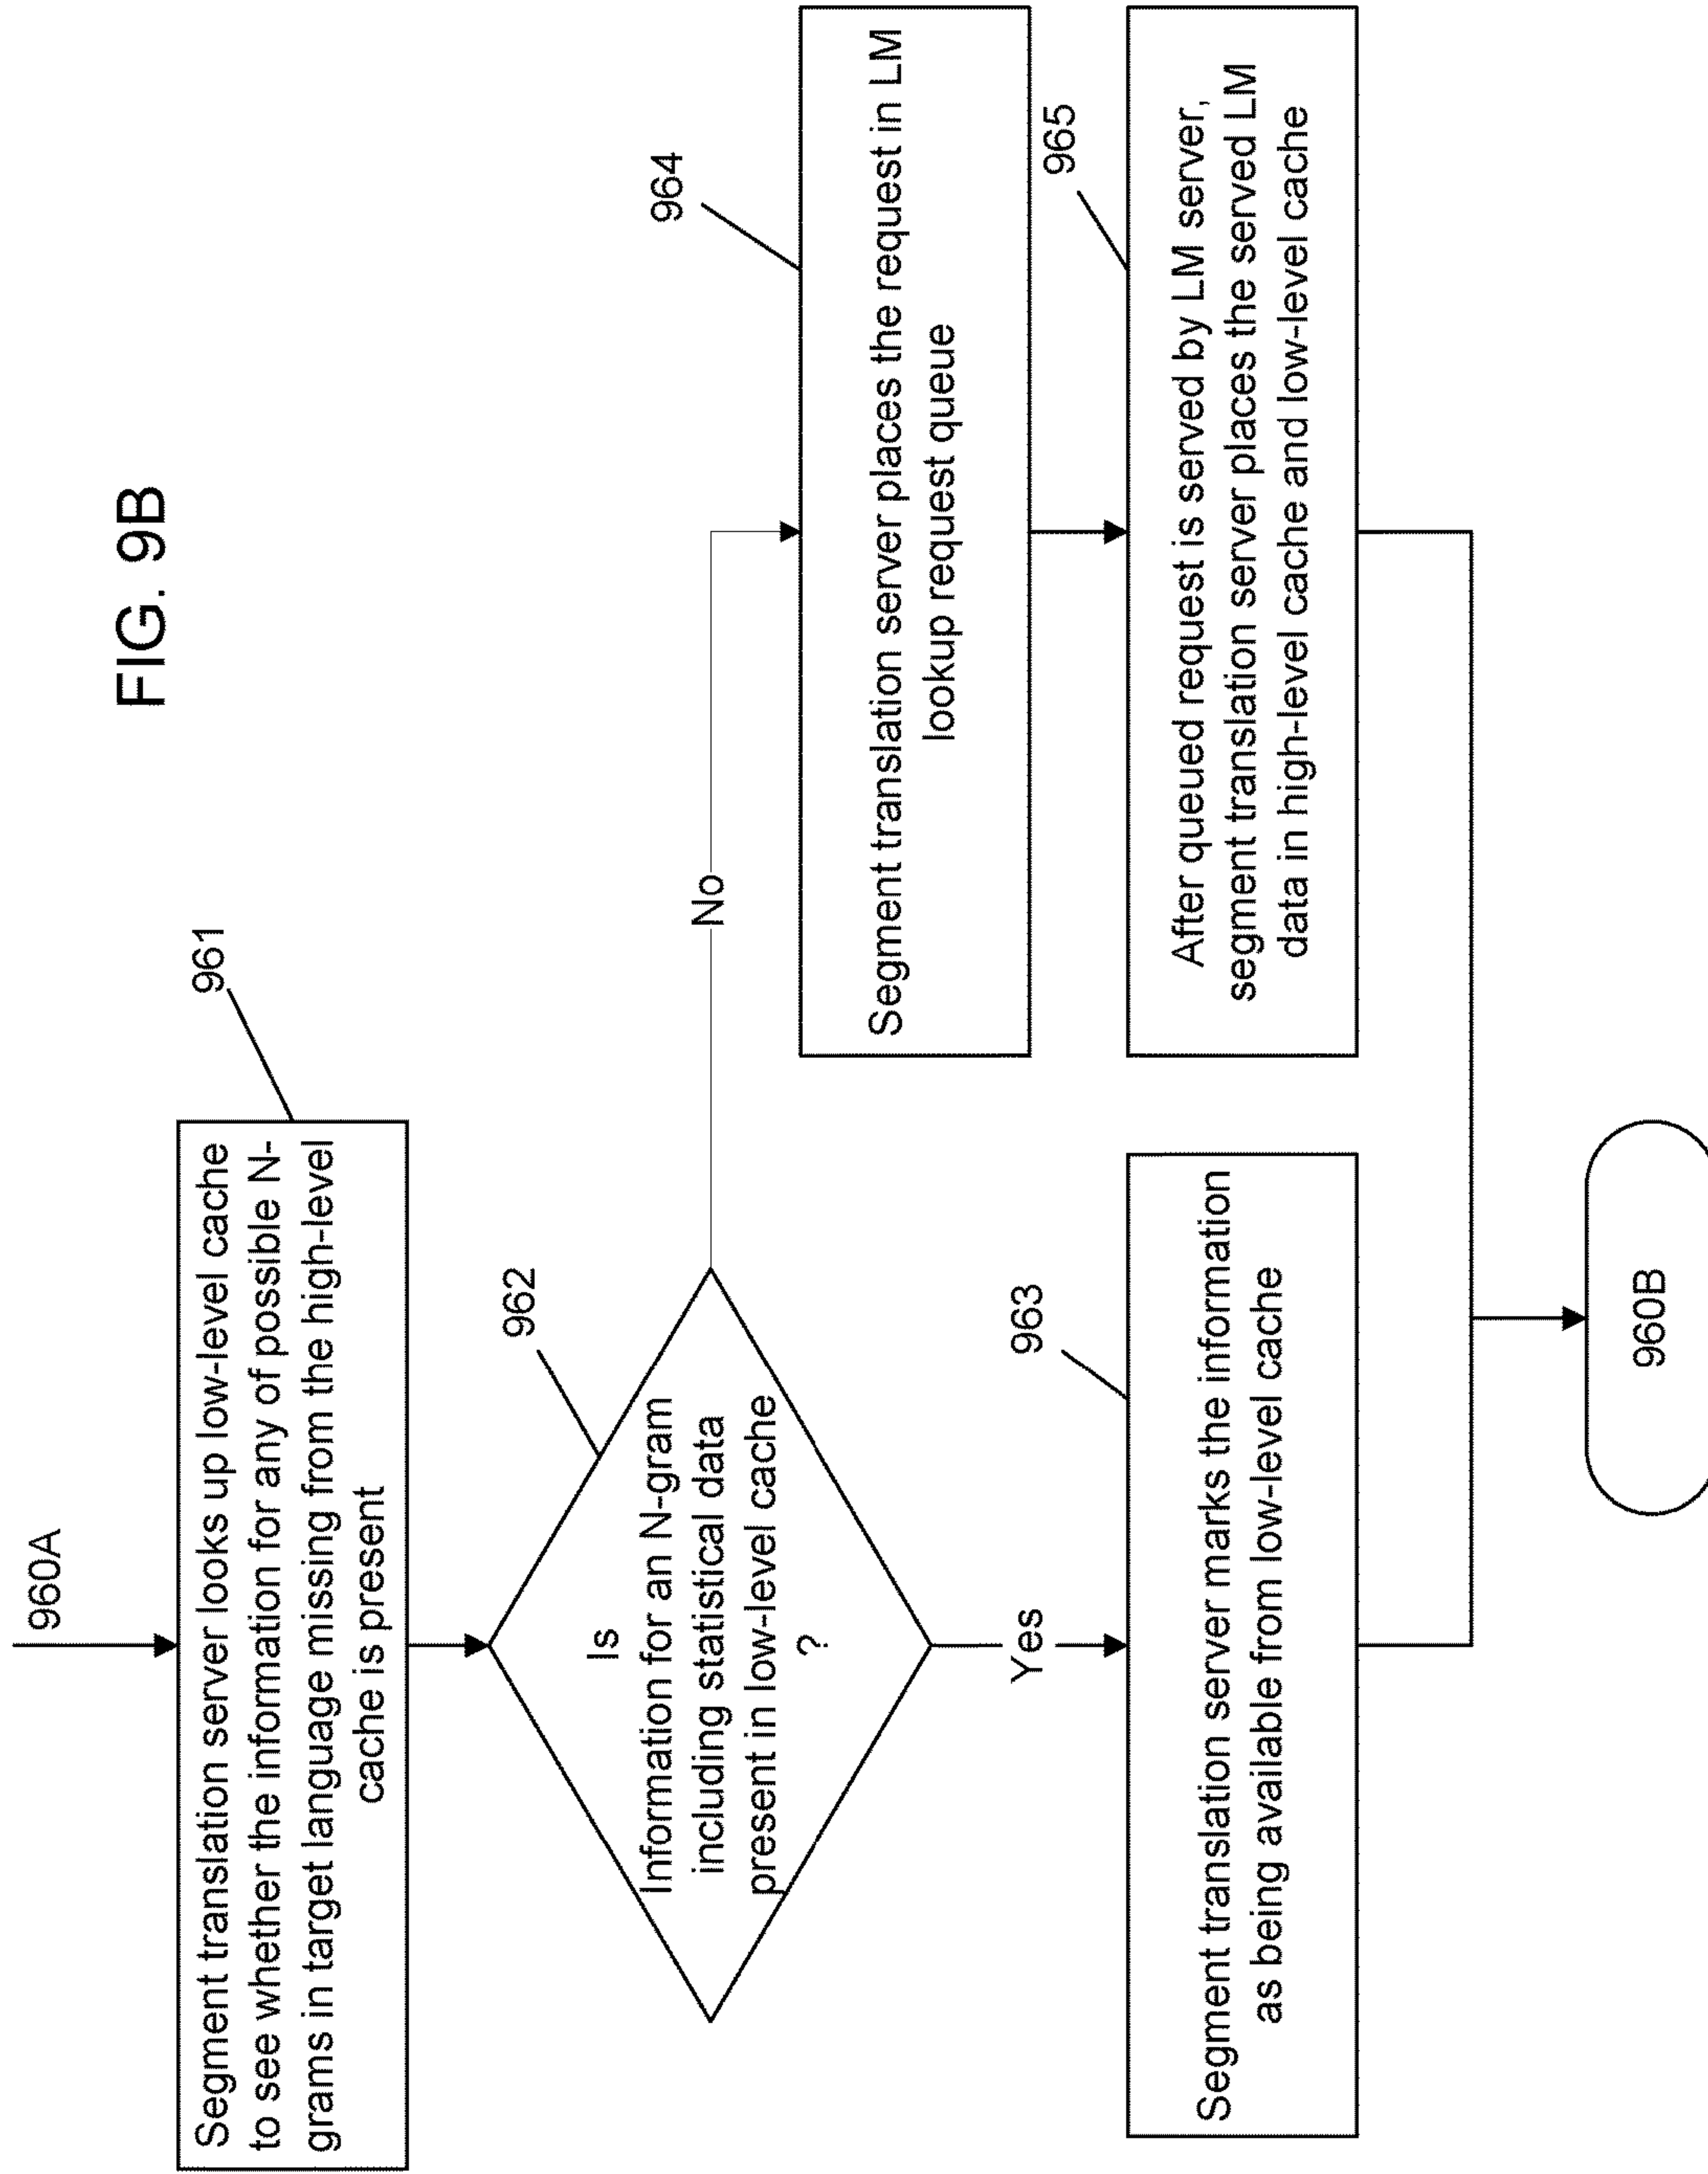 FIG. 9B
960A
961
Segment translation server looks up low-level cache
to see whether the information for any of possible N-
grams in target language missing from the high-level
cache is present
962
Is
Information for an N-gram
including statistical data
present in low-level cache
?
No
Yes
963
Segment translation server marks the information
as being available from low-level cache
964
Segment translation server places the request in LM
lookup request queue
965
After queued request is served by LM server,
segment translation server places the served LM
data in high-level cache and low-level cache
960B